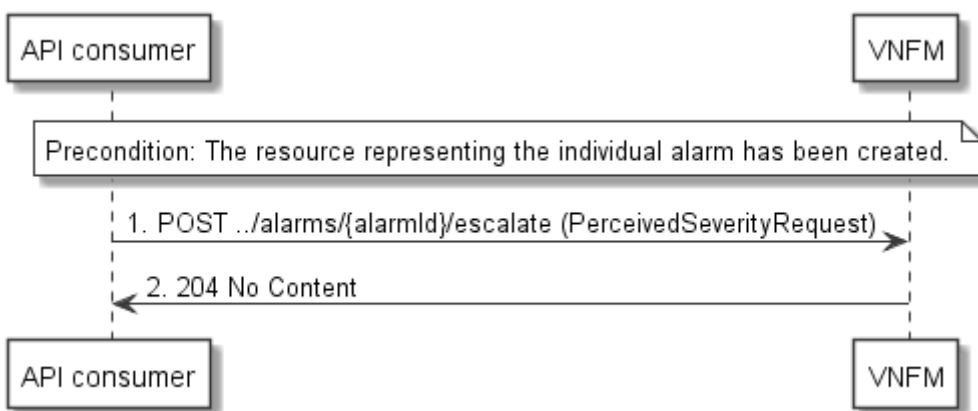 API consumer
VNFM
Precondition: The resource representing the individual alarm has been created.
1. POST ../alarms/{alarmId}/escalate (PerceivedSeverityRequest)
2. 204 No Content
API consumer
VNFM